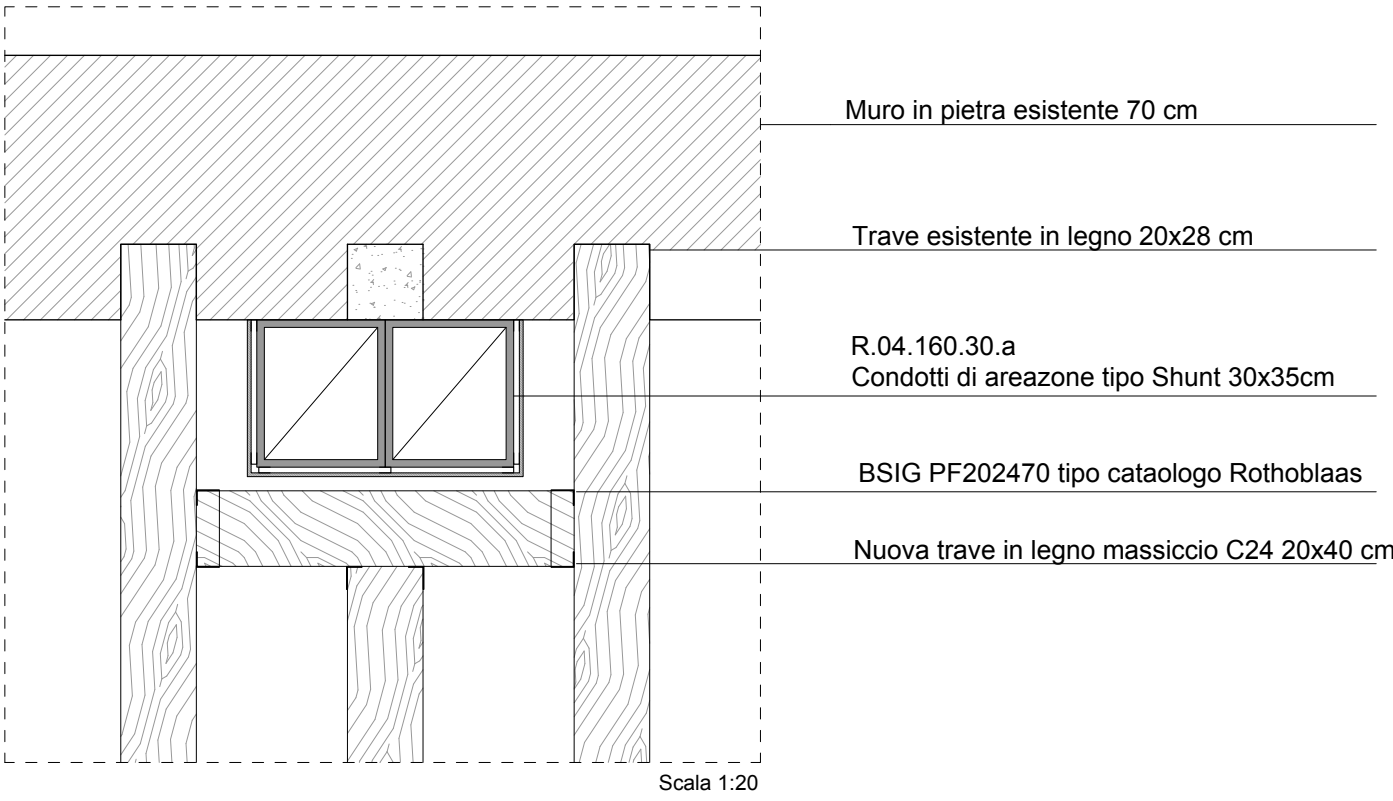 Muro in pietra esistente 70 cm
Trave esistente in legno 20x28 cm
R.04.160.30.a
Condotti di areazone tipo Shunt 30x35cm
BSIG PF202470 tipo cataologo Rothoblaas
Nuova trave in legno massiccio C24 20x40 cm
Scala 1:20